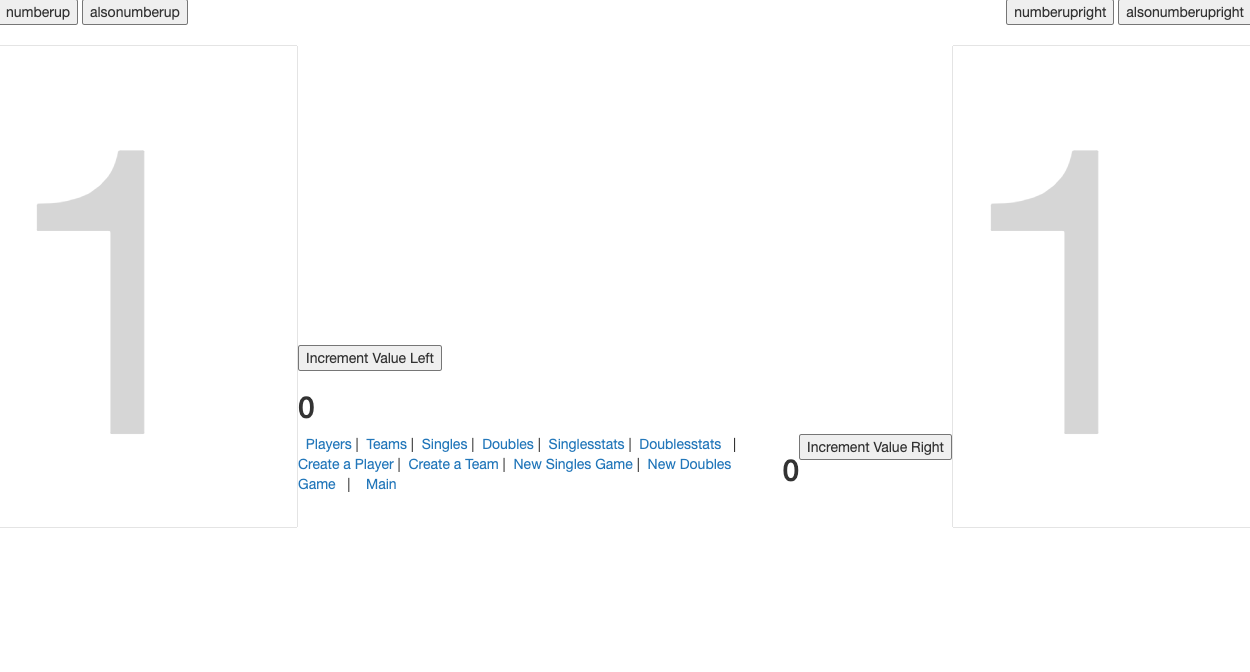 numberup alsonumberup numberupright alsonumberupright
1 1
Increment Value Left
0
Players | Teams | Singles | Doubles | Singlesstats | Doublesstats |
Create a Player | Create a Team | New Singles Game | New Doubles
Game | Main
0 Increment Value Right